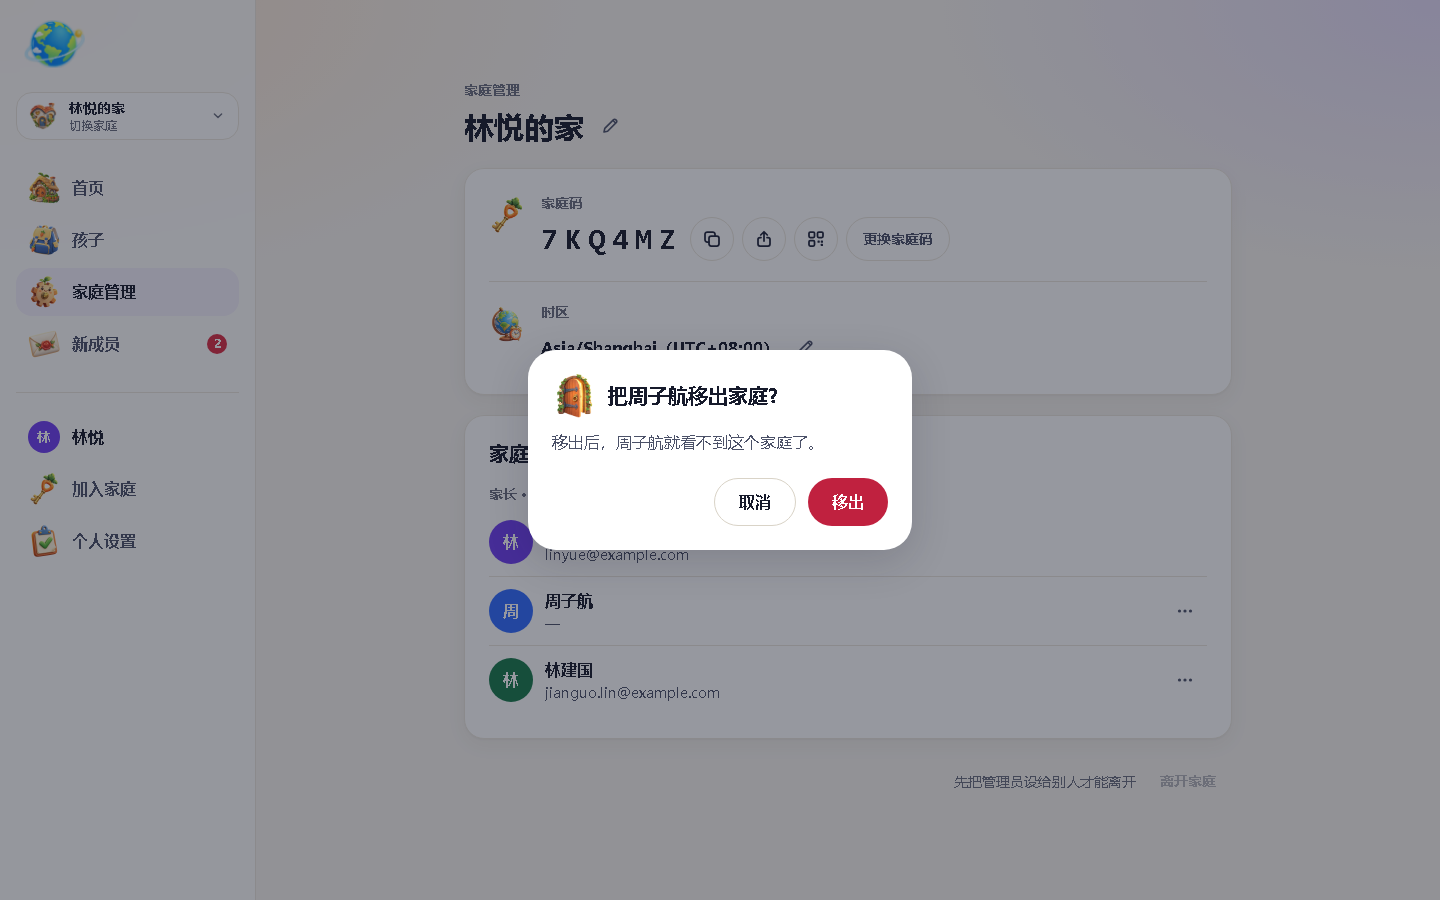 林悦的家
切换家庭
首页
孩子
家庭管理
新成员
2
林
林悦
加入家庭
个人设置
家庭管理
林悦的家
家庭码
7KQ4MZ
更换家庭码
时区
Asia/Shanghai (UTC+08:00)
把周子航移出家庭?
移出后，周子航就看不到这个家庭了。
取消
移出
家庭
家长 •
林
linyue@example.com
周
周子航
—
林
林建国
jianguo.lin@example.com
先把管理员设给别人才能离开
离开家庭